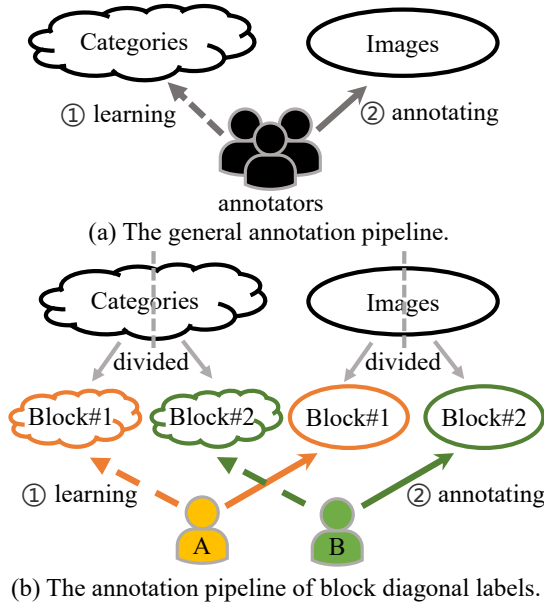 Categories
Images
① learning
② annotating
annotators
(a) The general annotation pipeline.
Categories
Images
divided
divided
Block#1
Block#2
Block#1
Block#2
① learning
② annotating
A
B
(b) The annotation pipeline of block diagonal labels.